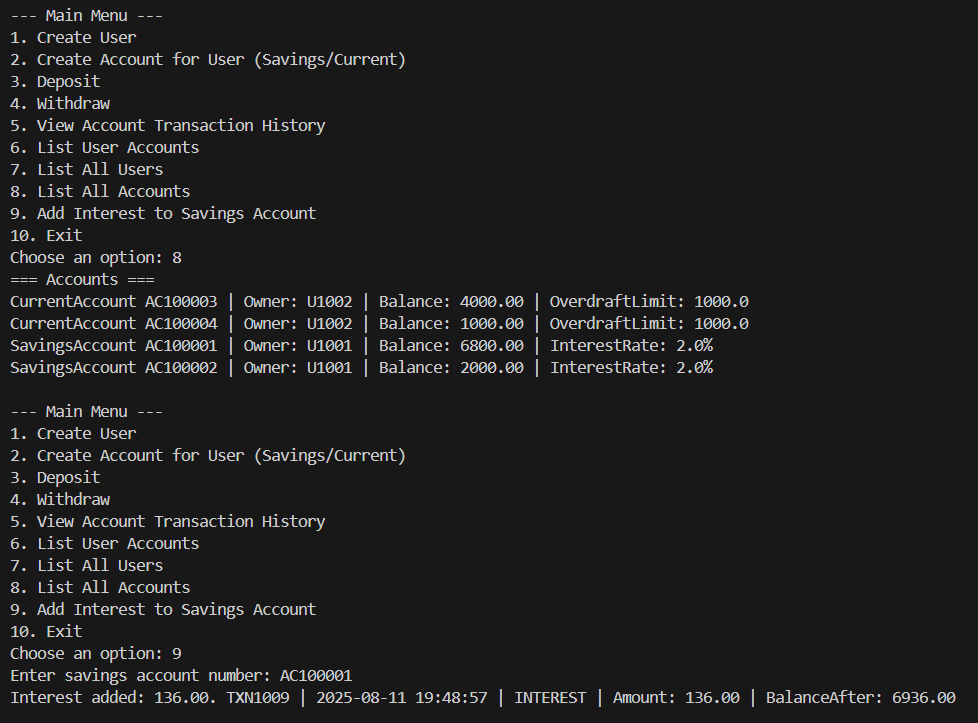 --- Main Menu ---
1. Create User
2. Create Account for User (Savings/Current)
3. Deposit
4. Withdraw
5. View Account Transaction History
6. List User Accounts
7. List All Users
8. List All Accounts
9. Add Interest to Savings Account
10. Exit
Choose an option: 8
=== Accounts ===
CurrentAccount AC100003 | Owner: U1002 | Balance: 4000.00 | OverdraftLimit: 1000.0
CurrentAccount AC100004 | Owner: U1002 | Balance: 1000.00 | OverdraftLimit: 1000.0
SavingsAccount AC100001 | Owner: U1001 | Balance: 6800.00 | InterestRate: 2.0%
SavingsAccount AC100002 | Owner: U1001 | Balance: 2000.00 | InterestRate: 2.0%
--- Main Menu ---
1. Create User
2. Create Account for User (Savings/Current)
3. Deposit
4. Withdraw
5. View Account Transaction History
6. List User Accounts
7. List All Users
8. List All Accounts
9. Add Interest to Savings Account
10. Exit
Choose an option: 9
Enter savings account number: AC100001
Interest added: 136.00. TXN1009 | 2025-08-11 19:48:57 | INTEREST | Amount: 136.00 | BalanceAfter: 6936.00